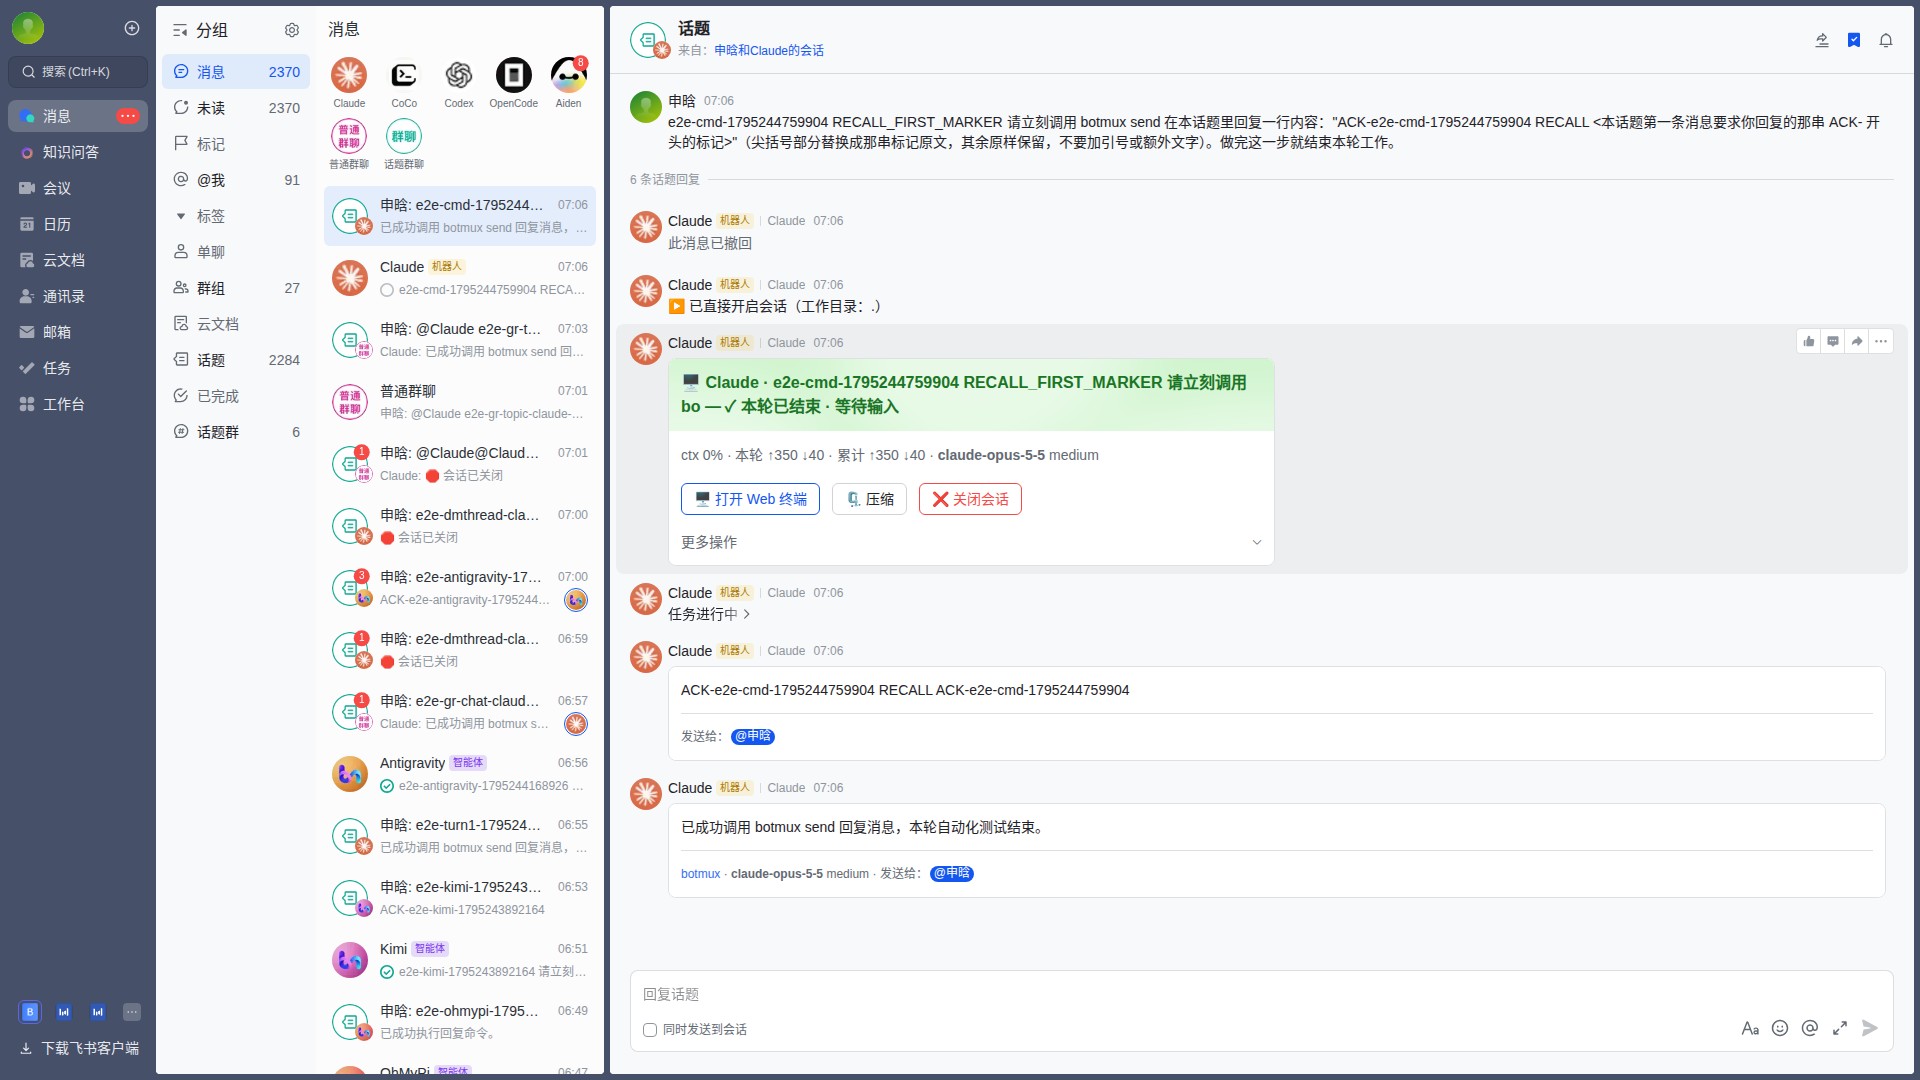 搜索 (Ctrl+K)
消息
知识问答
会议
日历
云文档
通讯录
邮箱
任务
工作台
下载飞书客户端
分组
消息 2370
未读 2370
标记
@我 91
标签
单聊
群组 27
云文档
话题 2284
已完成
话题群 6
消息
8
Claude CoCo Codex OpenCode Aiden
普通群聊 群聊
普通群聊 话题群聊
申晗: e2e-cmd-1795244... 07:06
已成功调用 botmux send 回复消息，...
Claude 机器人 07:06
e2e-cmd-1795244759904 RECA...
申晗: @Claude e2e-gr-t... 07:03
Claude: 已成功调用 botmux send 回...
普通群聊 07:01
申晗: @Claude e2e-gr-topic-claude-...
1
申晗: @Claude@Claud... 07:01
Claude: 会话已关闭
申晗: e2e-dmthread-cla... 07:00
会话已关闭
3
申晗: e2e-antigravity-17... 07:00
ACK-e2e-antigravity-1795244...
1
申晗: e2e-dmthread-cla... 06:59
会话已关闭
1
申晗: e2e-gr-chat-claud... 06:57
Claude: 已成功调用 botmux s...
Antigravity 智能体 06:56
e2e-antigravity-1795244168926 ...
申晗: e2e-turn1-179524... 06:55
已成功调用 botmux send 回复消息，...
申晗: e2e-kimi-1795243... 06:53
ACK-e2e-kimi-1795243892164
Kimi 智能体 06:51
e2e-kimi-1795243892164 请立刻...
申晗: e2e-ohmypi-1795... 06:49
已成功执行回复命令。
OhMyPi 智能体 06:47
话题
来自：申晗和Claude的会话
申晗 07:06
e2e-cmd-1795244759904 RECALL_FIRST_MARKER 请立刻调用 botmux send 在本话题里回复一行内容："ACK-e2e-cmd-1795244759904 RECALL <本话题第一条消息要求你回复的那串 ACK- 开
头的标记>"（尖括号部分替换成那串标记原文，其余原样保留，不要加引号或额外文字）。做完这一步就结束本轮工作。
6 条话题回复
Claude 机器人 Claude 07:06
此消息已撤回
Claude 机器人 Claude 07:06
已直接开启会话（工作目录：.）
Claude 机器人 Claude 07:06
Claude · e2e-cmd-1795244759904 RECALL_FIRST_MARKER 请立刻调用
bo — ✓ 本轮已结束 · 等待输入
ctx 0% · 本轮 ↑350 ↓40 · 累计 ↑350 ↓40 · claude-opus-5-5 medium
打开 Web 终端 压缩 关闭会话
更多操作
Claude 机器人 Claude 07:06
任务进行中
Claude 机器人 Claude 07:06
ACK-e2e-cmd-1795244759904 RECALL ACK-e2e-cmd-1795244759904
发送给：@申晗
Claude 机器人 Claude 07:06
已成功调用 botmux send 回复消息，本轮自动化测试结束。
botmux · claude-opus-5-5 medium · 发送给：@申晗
回复话题
同时发送到会话